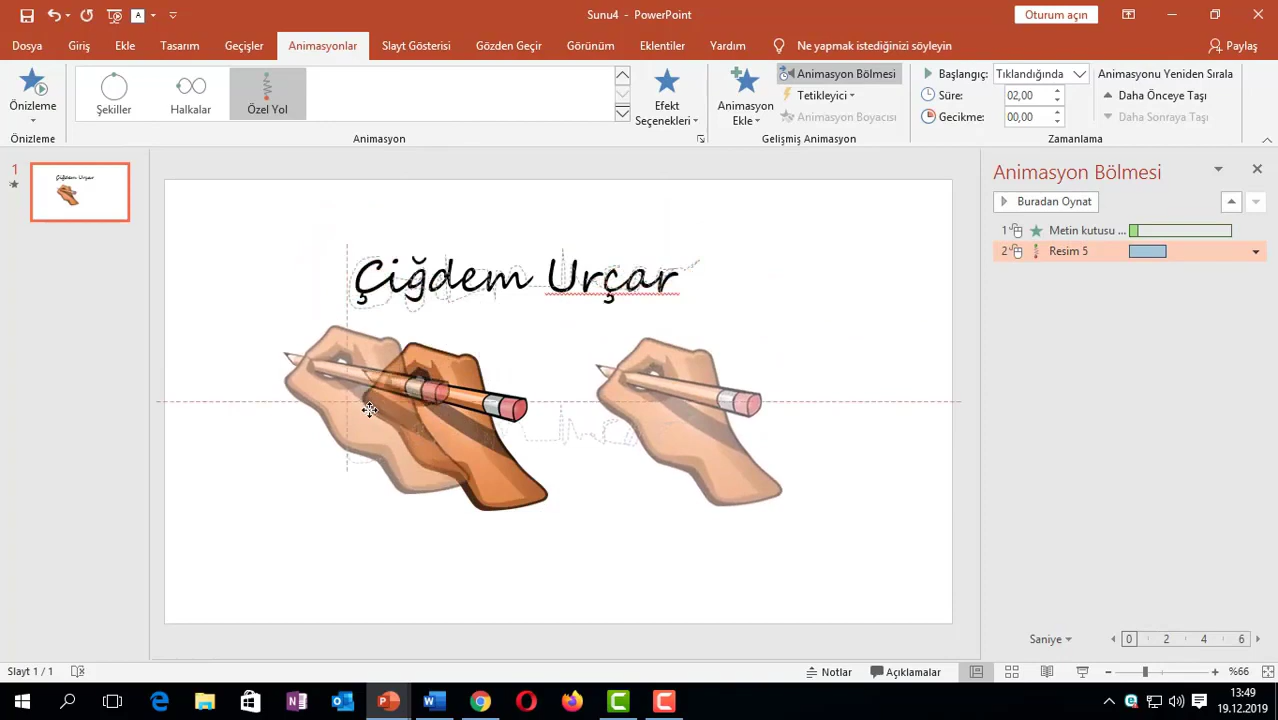 Sunu4 - PowerPoint
Oturum açın
Dosya
Giriş
Ekle
Tasarım
Geçişler
Animasyonlar
Slayt Gösterisi
Gözden Geçir
Görünüm
Eklentiler
Yardım
Ne yapmak istediğinizi söyleyin
Paylaş
Önizleme
Şekiller
Halkalar
Özel Yol
Efekt
Seçenekleri
Animasyon
Ekle
Animasyon Bölmesi
Tetikleyici
Animasyon Boyacısı
Başlangıç: Tıklandığında
Süre: 02,00
Gecikme: 00,00
Animasyonu Yeniden Sırala
Daha Önceye Taşı
Daha Sonraya Taşı
Önizleme
Animasyon
Gelişmiş Animasyon
Zamanlama
1
Çiğdem Urçar
Çiğdem Urçar
Animasyon Bölmesi
Buradan Oynat
1 Metin kutusu ...
2 Resim 5
Saniye
0 2 4 6
Slayt 1 / 1
Notlar
Açıklamalar
%66
13:49
19.12.2019